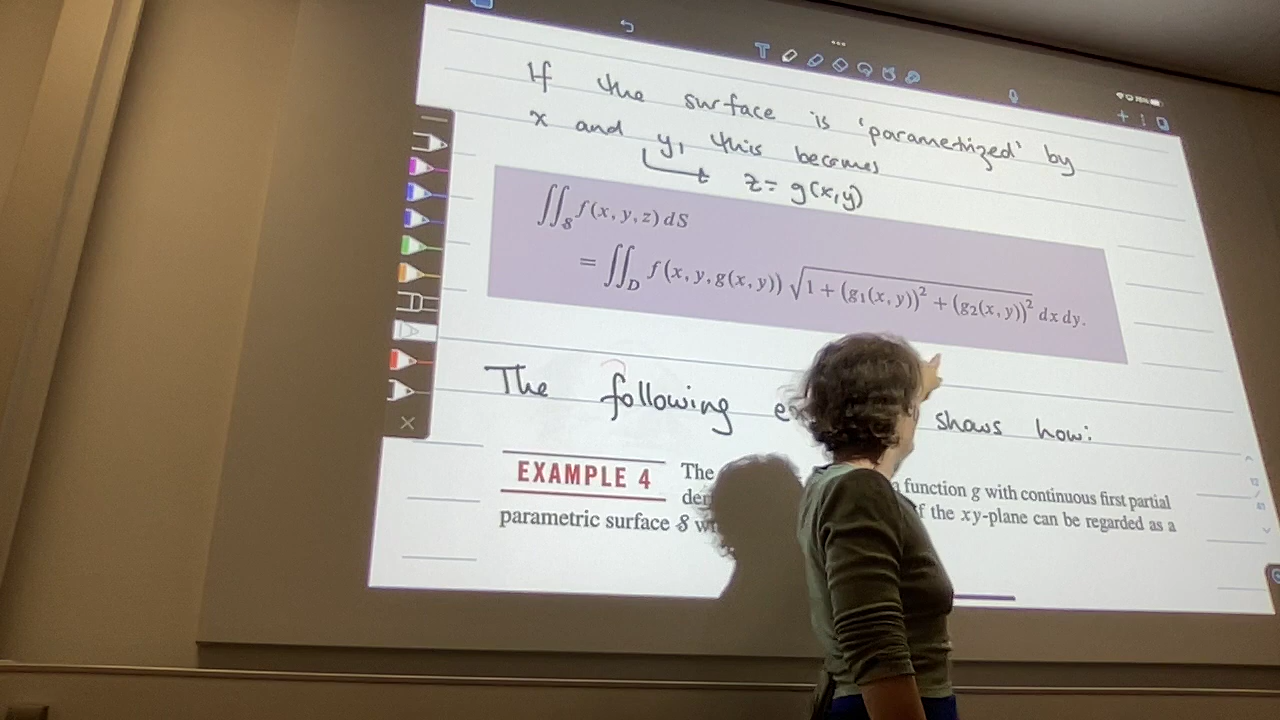 If the surface is 'parametrized' by
x and y, this becomes
z = g(x,y)
∬_𝒮 f(x, y, z) dS
= ∬_D f(x, y, g(x, y)) √(1 + (g₁(x, y))² + (g₂(x, y))²) dx dy.
The following shows how:
EXAMPLE 4 The function g with continuous first partial
parametric surface 𝒮 of the xy-plane can be regarded as a